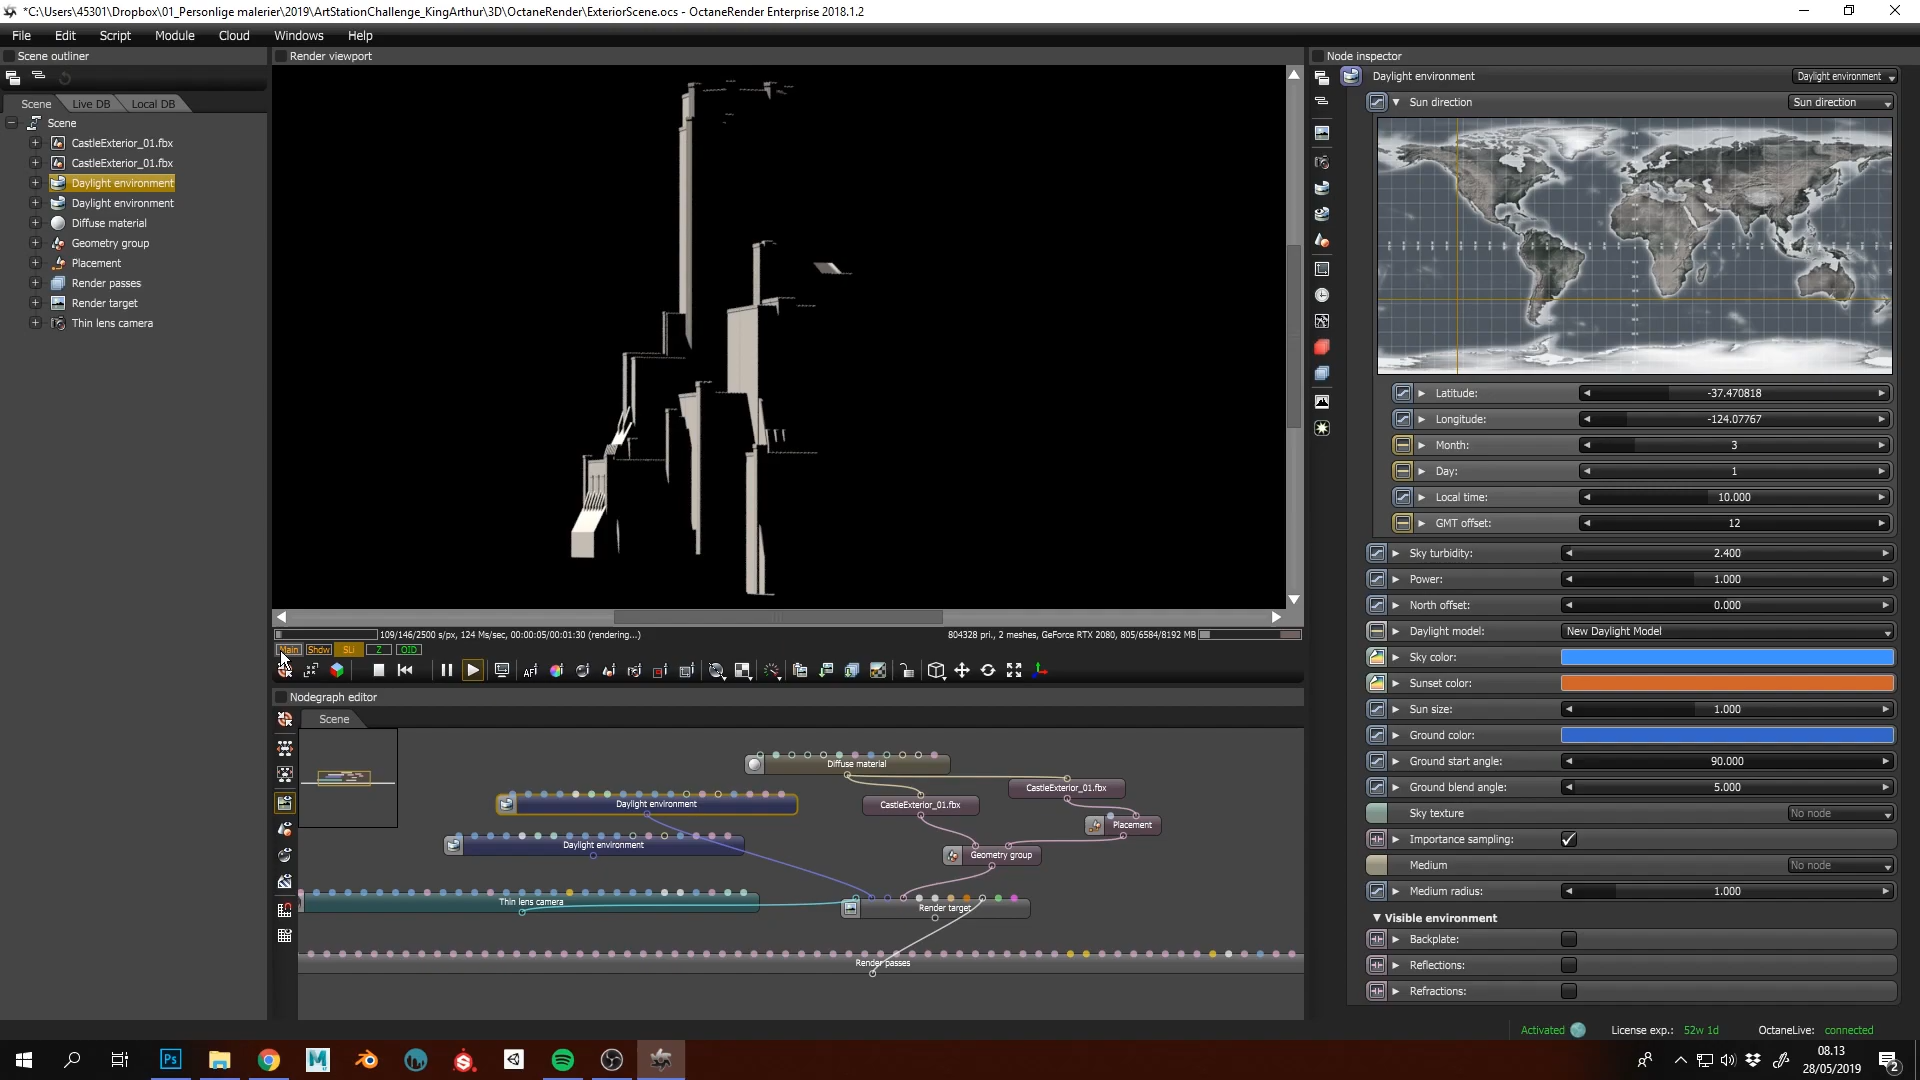 *C:\Users\45301\Dropbox\01_Personlige malerier\2019\ArtStationChallenge_KingArthur\3D\OctaneRender\ExteriorScene.ocs - OctaneRender Enterprise 2018.1.2
File Edit Script Module Cloud Windows Help
Scene outliner
Scene Live DB Local DB
Scene
CastleExterior_01.fbx
CastleExterior_01.fbx
Daylight environment
Daylight environment
Diffuse material
Geometry group
Placement
Render passes
Render target
Thin lens camera
Render viewport
109/146/2500 s/px, 124 Ms/sec, 00:00:05/00:01:30 (rendering...)
804328 pri., 2 meshes, GeForce RTX 2080, 805/6584/8192 MB
Main Shdw SLi Z OID
Nodegraph editor
Scene
Diffuse material
CastleExterior_01.fbx
Daylight environment
CastleExterior_01.fbx
Placement
Daylight environment
Geometry group
Thin lens camera
Render target
Render passes
Node inspector
Daylight environment Daylight environment
Sun direction Sun direction
Latitude: -37.470818
Longitude: -124.07767
Month: 3
Day: 1
Local time: 10.000
GMT offset: 12
Sky turbidity: 2.400
Power: 1.000
North offset: 0.000
Daylight model: New Daylight Model
Sky color:
Sunset color:
Sun size: 1.000
Ground color:
Ground start angle: 90.000
Ground blend angle: 5.000
Sky texture No node
Importance sampling:
Medium No node
Medium radius: 1.000
Visible environment
Backplate:
Reflections:
Refractions:
Activated License exp.: 52w 1d OctaneLive: connected
Ps
08.13
28/05/2019
2